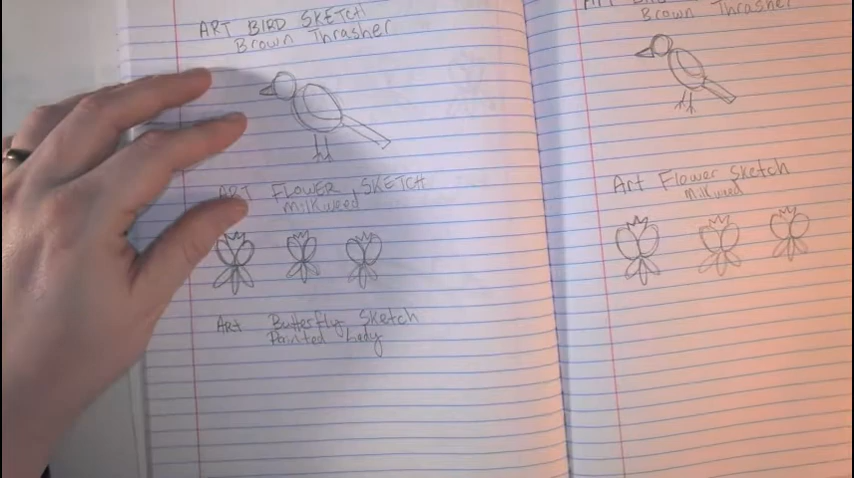 ART BIRD SKETCH
Brown Thrasher
ART FLOWER SKETCH
Milkweed
Art Butterfly Sketch
Painted Lady
Brown Thrasher
Art Flower Sketch
Milkweed